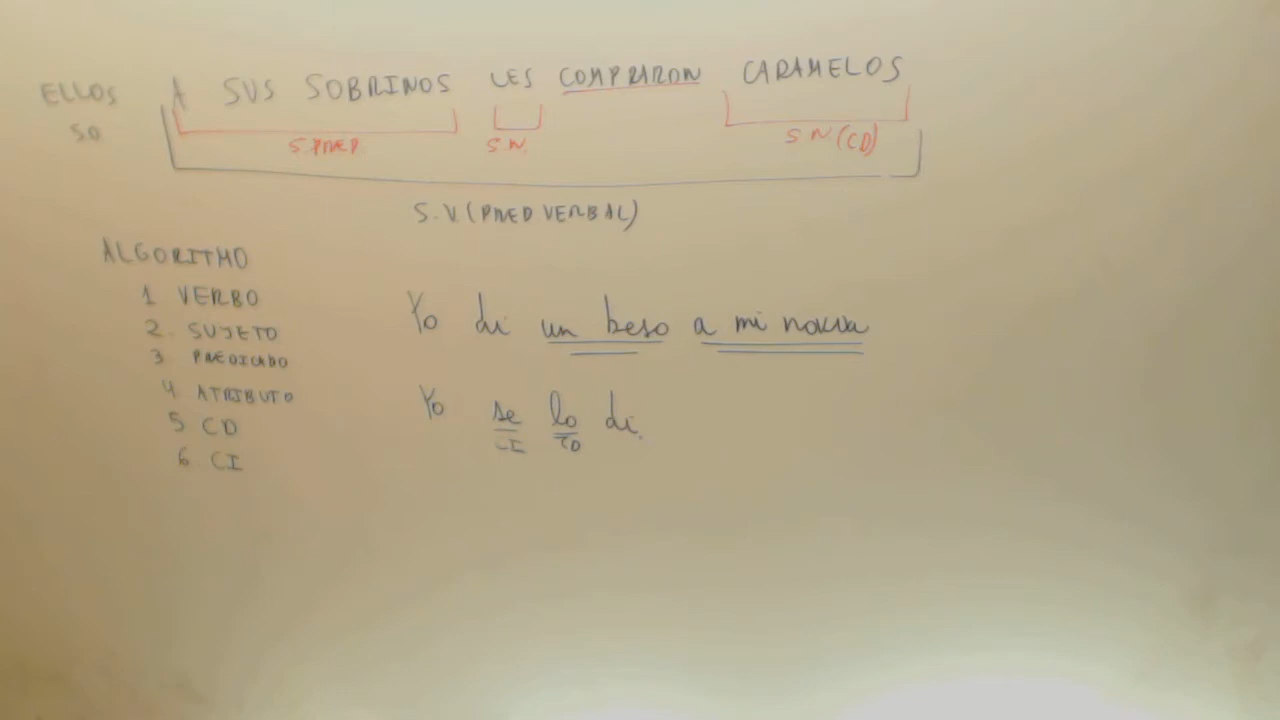 ELLOS A SUS SOBRINOS LES COMPRARON CARAMELOS
SO S.PREP. S.N. S N (CD)
S.V (PRED VERBAL)
ALGORITMO
1 VERBO
2. SUJETO
3 PREDICADO
4 ATRIBUTO
5 CD
6 CI
Yo di un beso a mi novia
Yo se lo di.
CI CD